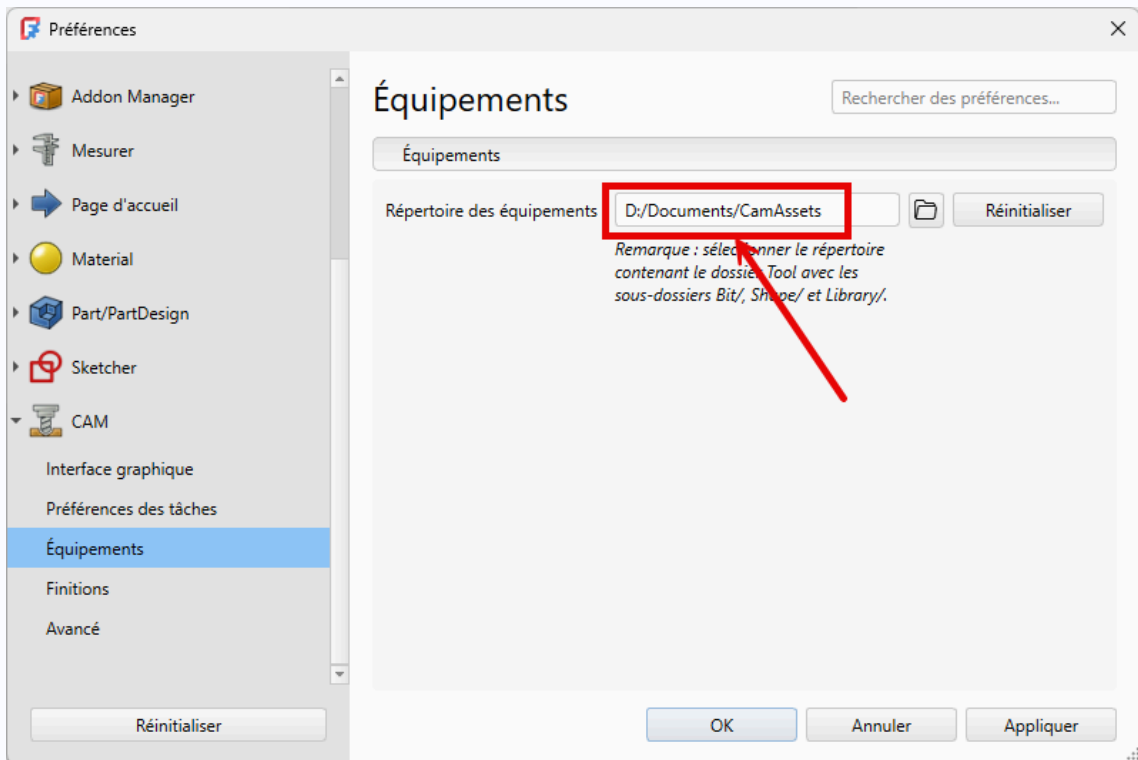 Préférences
Addon Manager
Mesurer
Page d'accueil
Material
Part/PartDesign
Sketcher
CAM
Interface graphique
Préférences des tâches
Équipements
Finitions
Avancé
Réinitialiser
Équipements
Rechercher des préférences...
Équipements
Répertoire des équipements
D:/Documents/CamAssets
Réinitialiser
Remarque : sélectionner le répertoire
contenant le dossier Tool avec les
sous-dossiers Bit/, Shape/ et Library/.
OK
Annuler
Appliquer